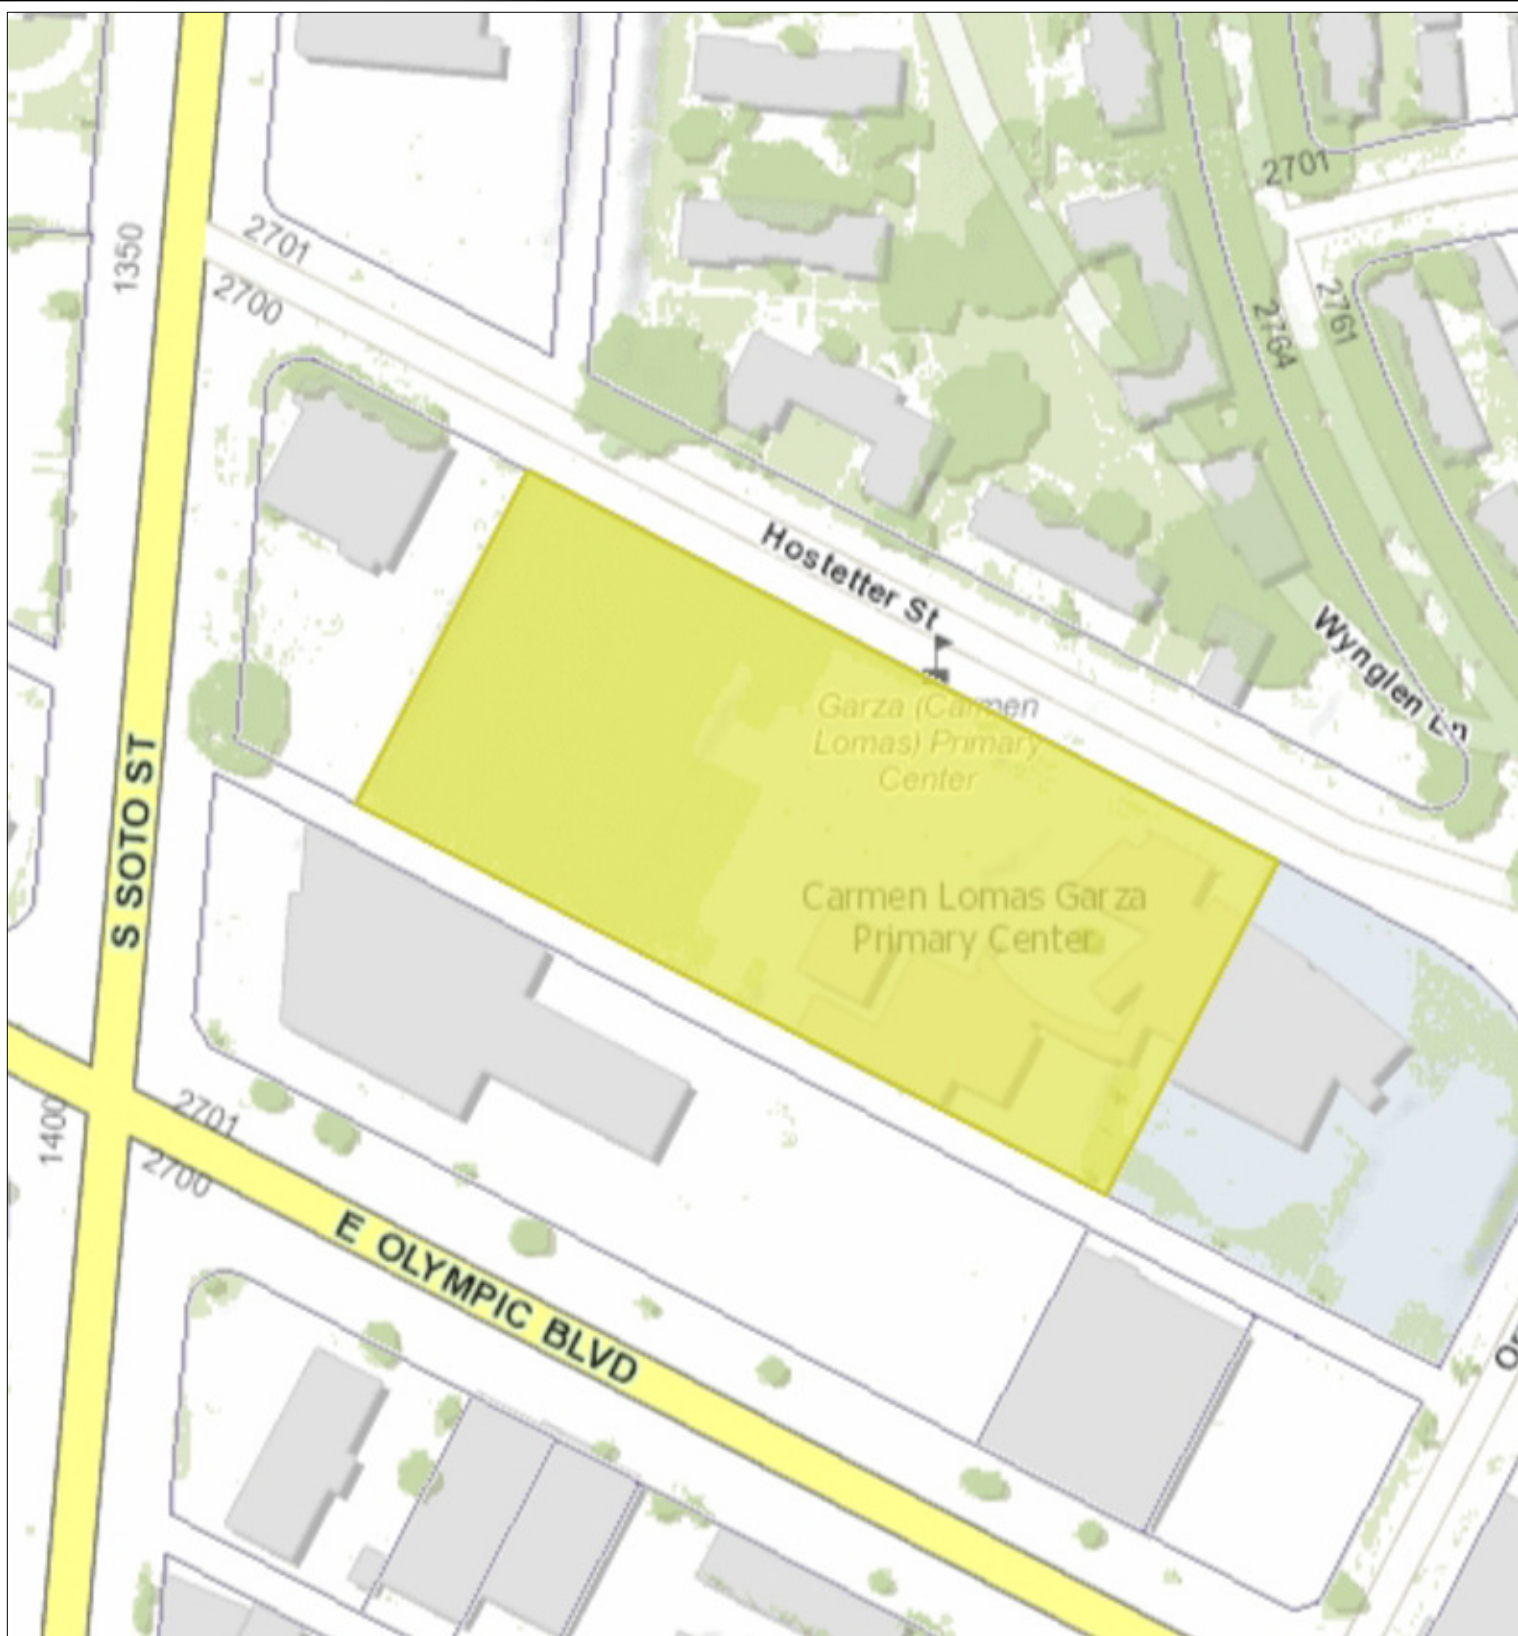 2701
1350
2701
2700
2764
2761
Hostetter St
Wynglen Ln
Garza (Carmen
Lomas) Primary
Center
S SOTO ST
Carmen Lomas Garza
Primary Center
1400
2701
2700
E OLYMPIC BLVD